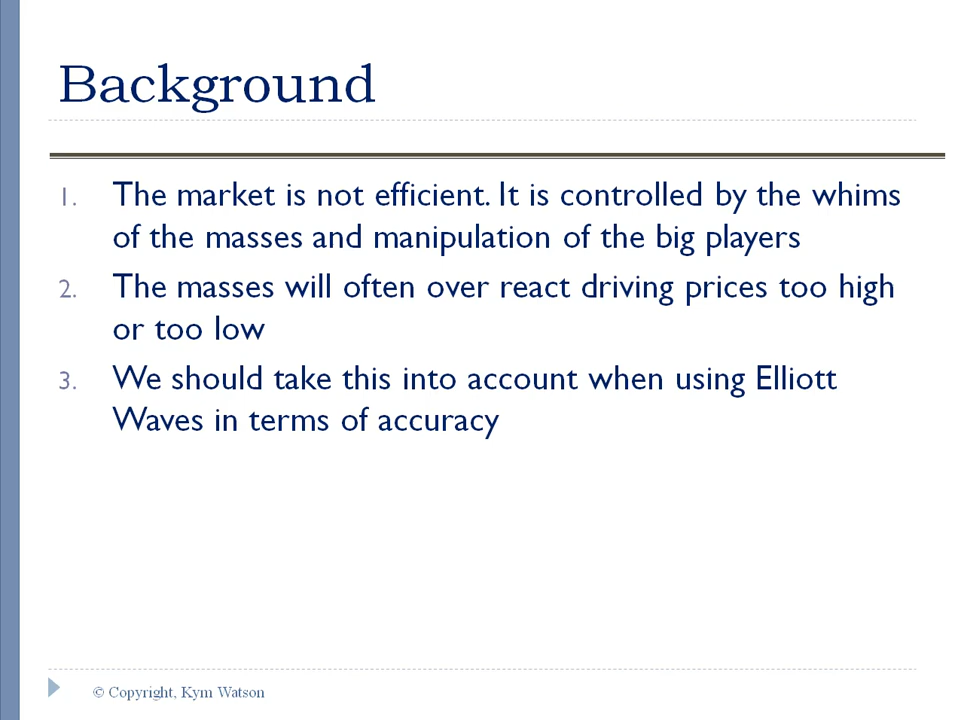 Background
1. The market is not efficient. It is controlled by the whims
of the masses and manipulation of the big players
2. The masses will often over react driving prices too high
or too low
3. We should take this into account when using Elliott
Waves in terms of accuracy
© Copyright, Kym Watson